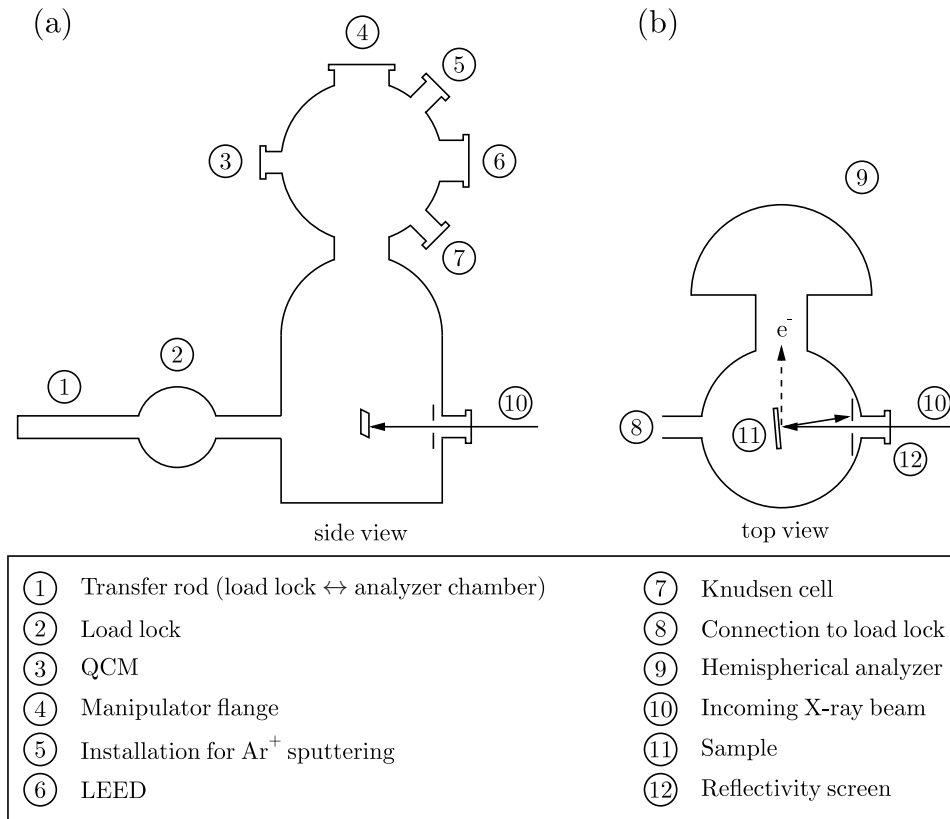 (a)
(b)
4
5
3
6
9
7
e-
2
1
10
10
11
8
12
side view
top view
1 Transfer rod (load lock ↔ analyzer chamber)
2 Load lock
3 QCM
4 Manipulator flange
5 Installation for Ar+ sputtering
6 LEED
7 Knudsen cell
8 Connection to load lock
9 Hemispherical analyzer
10 Incoming X-ray beam
11 Sample
12 Reflectivity screen